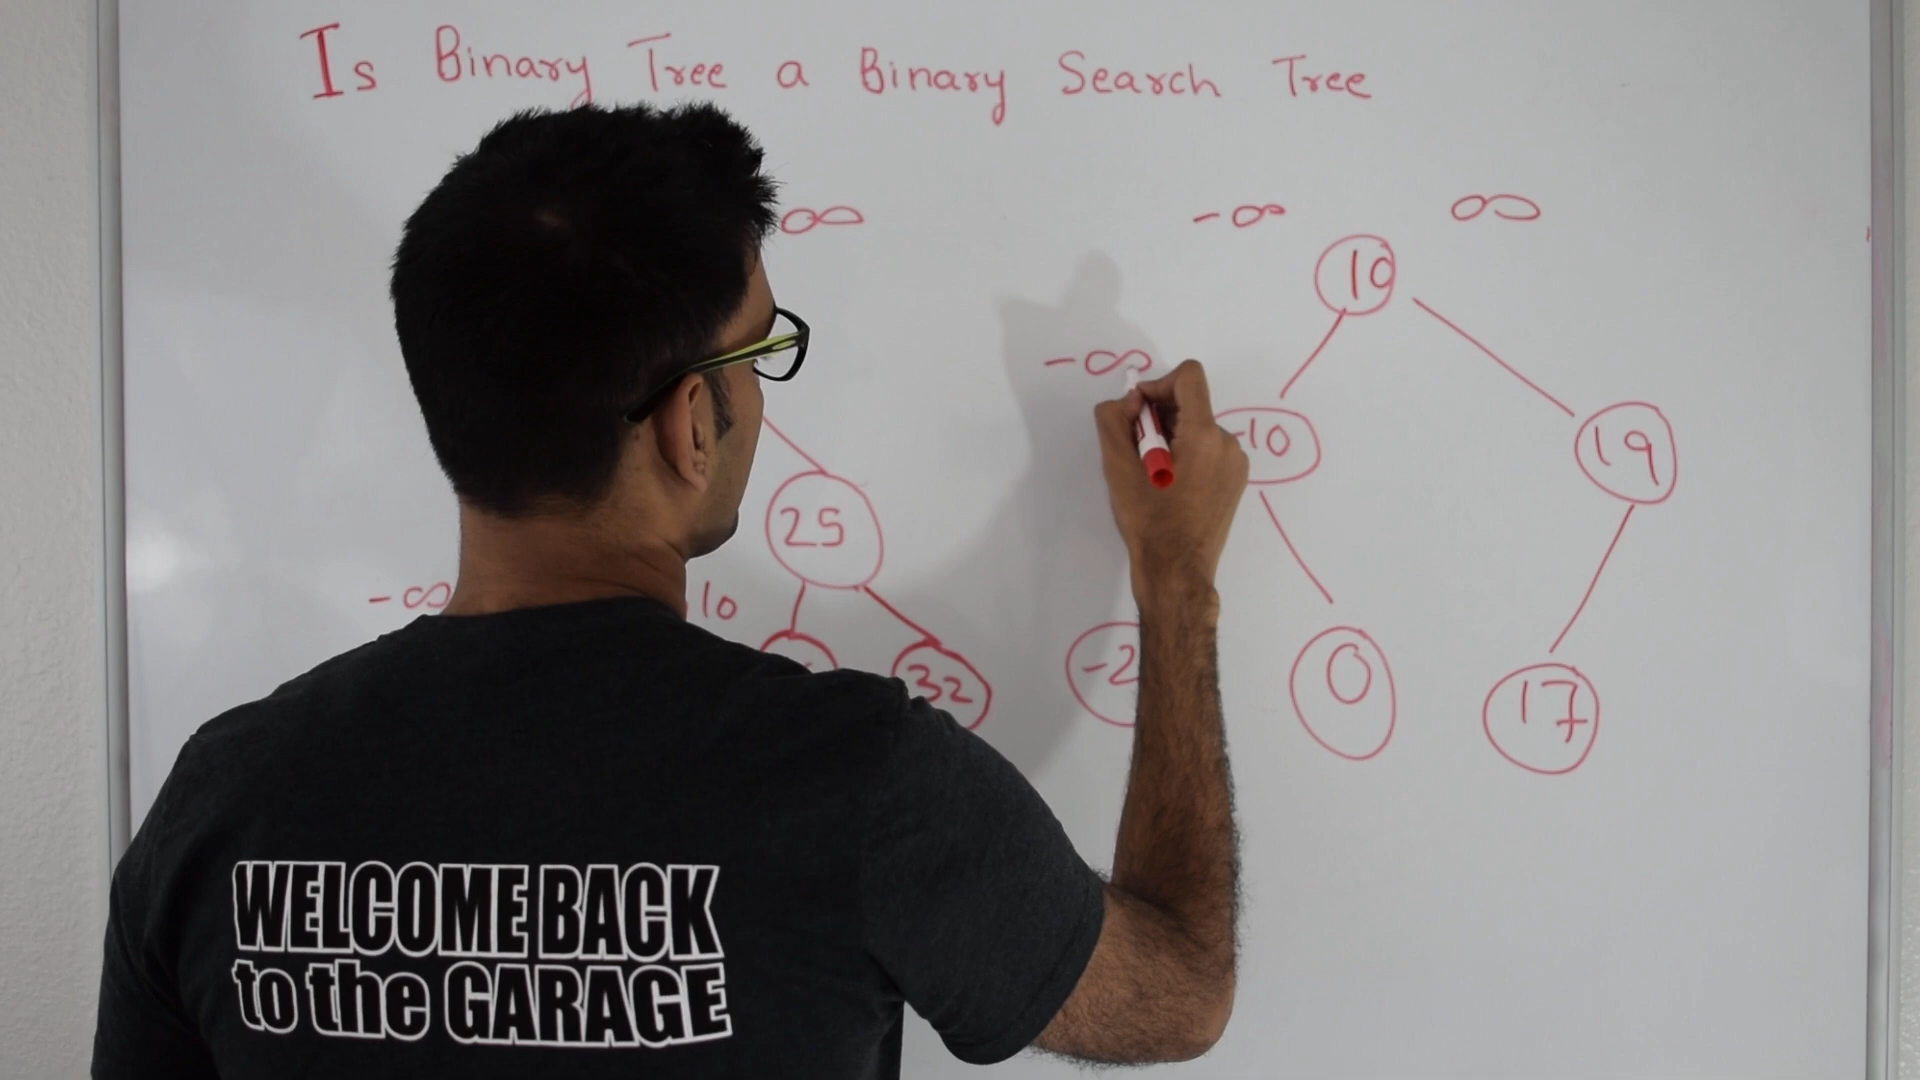 Is Binary Tree a Binary Search Tree
∞ -∞ ∞
10
-∞
-10 19
25
-∞ 10
32 0 17
WELCOME BACK
to the GARAGE